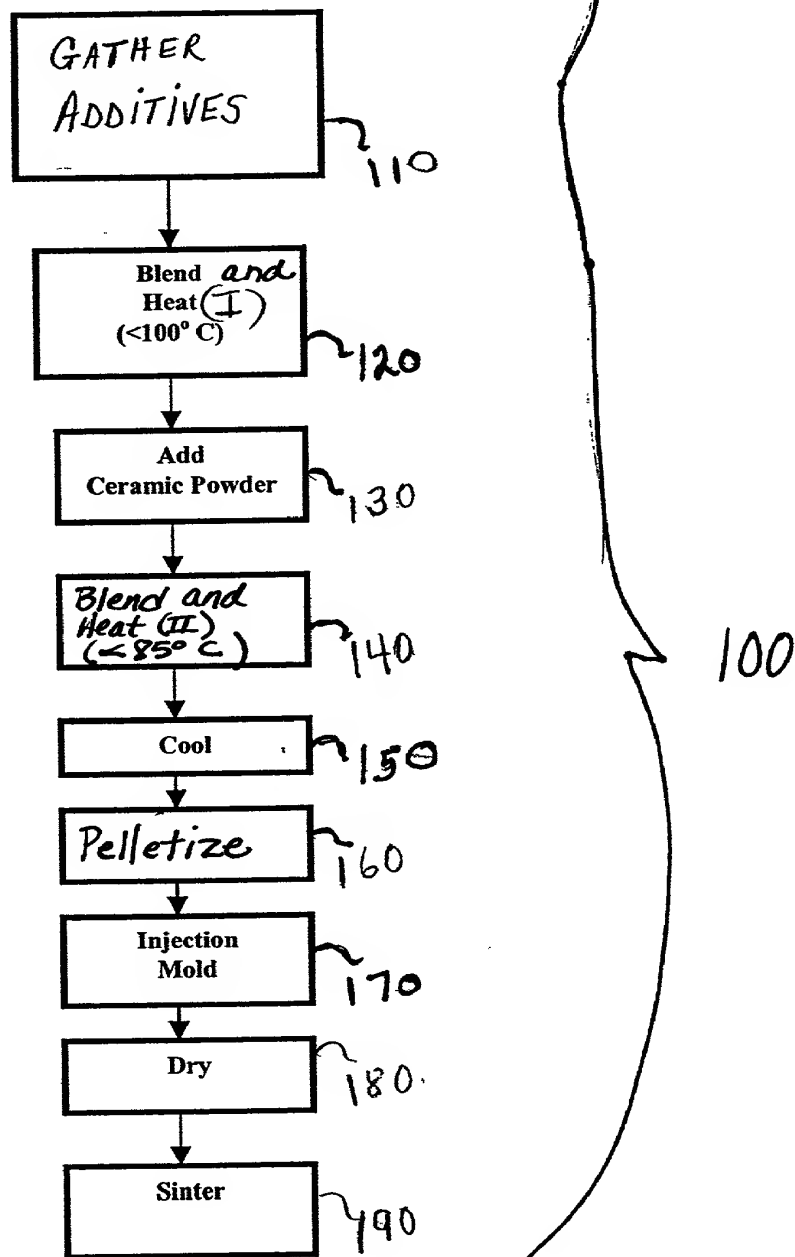 GATHER
ADDITIVES
110
Blend and
Heat (I)
(<100° C)
120
Add
Ceramic Powder
130
Blend and
Heat (II)
(<85° C)
140
100
Cool
150
Pelletize
160
Injection
Mold
170
Dry
180
Sinter
190